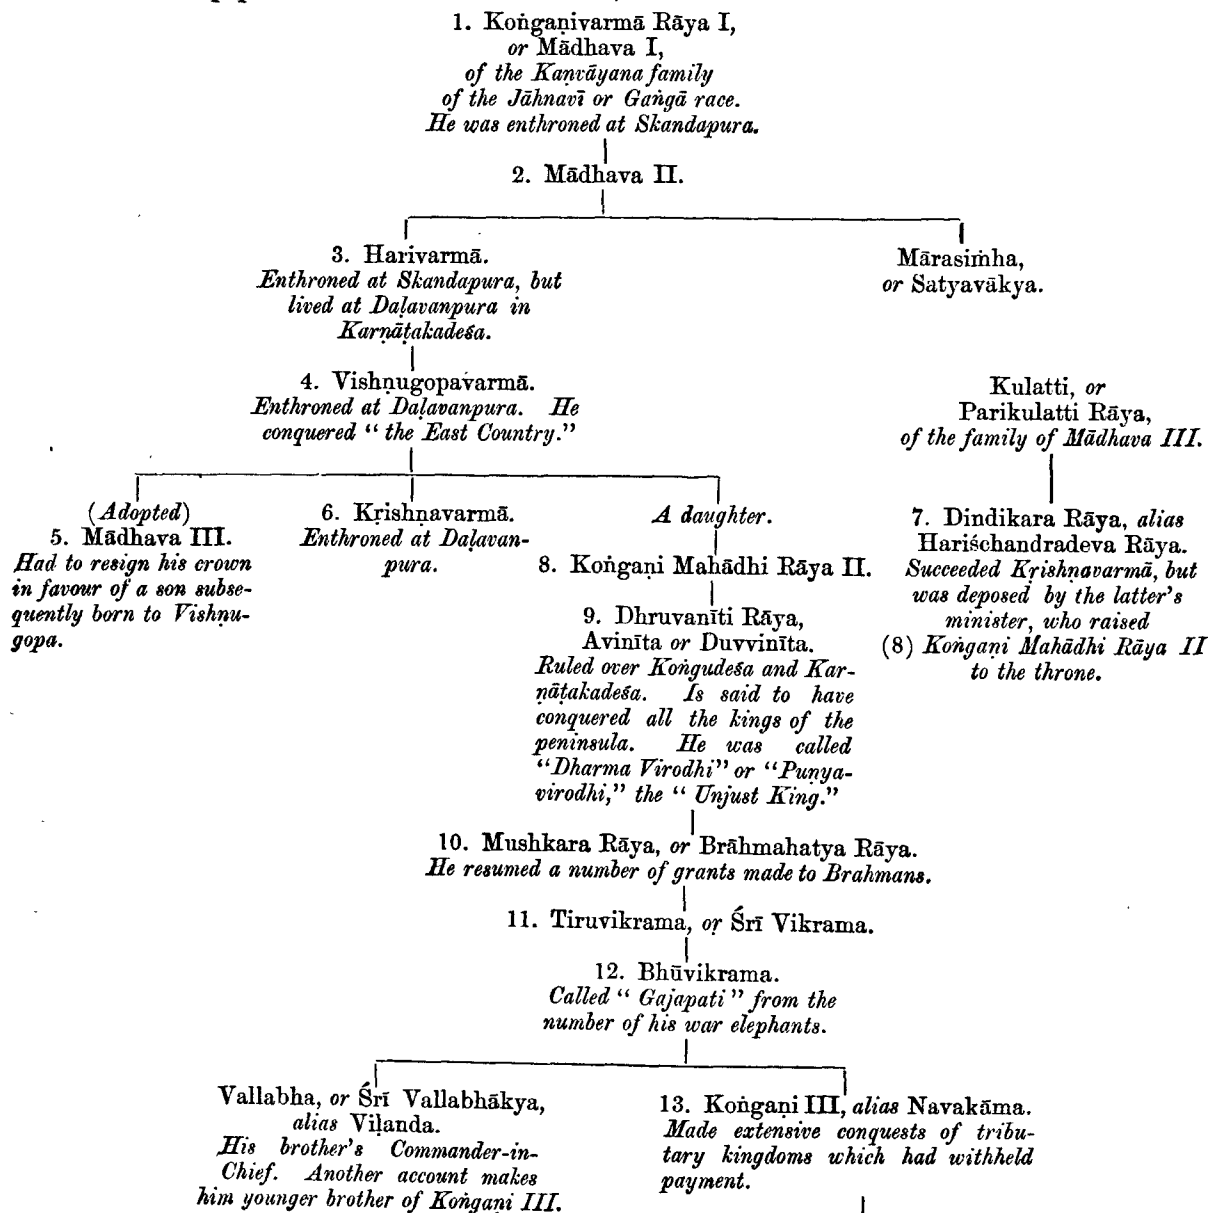 1. Koṅgaṇivarmā Rāya I,
or Mādhava I,
of the Kaṇvāyana family
of the Jāhnavī or Gaṅgā race.
He was enthroned at Skandapura.
2. Mādhava II.
3. Harivarmā.
Enthroned at Skandapura, but
lived at Daḷavanpura in
Karṇāṭakadeśa.
Mārasiṁha,
or Satyavākya.
4. Vishṇugopavarmā.
Enthroned at Daḷavanpura. He
conquered “the East Country.”
Kulatti, or
Parikulatti Rāya,
of the family of Mādhava III.
(Adopted)
5. Mādhava III.
Had to resign his crown
in favour of a son subse-
quently born to Vishṇu-
gopa.
6. Kṛishṇavarmā.
Enthroned at Daḷavan-
pura.
A daughter.
8. Koṅgaṇi Mahādhi Rāya II.
9. Dhruvanīti Rāya,
Avinīta or Duvvinīta.
Ruled over Koṅgudeśa and Kar-
ṇāṭakadeśa. Is said to have
conquered all the kings of the
peninsula. He was called
“Dharma Virodhi” or “Puṇya-
virodhi,” the “Unjust King.”
7. Dindikara Rāya, alias
Hariśchandradeva Rāya.
Succeeded Kṛishṇavarmā, but
was deposed by the latter's
minister, who raised
(8) Koṅgaṇi Mahādhi Rāya II
to the throne.
10. Mushkara Rāya, or Brāhmahatya Rāya.
He resumed a number of grants made to Brahmans.
11. Tiruvikrama, or Śrī Vikrama.
12. Bhūvikrama.
Called “Gajapati” from the
number of his war elephants.
Vallabha, or Śrī Vallabhākya,
alias Viḷanda.
His brother's Commander-in-
Chief. Another account makes
him younger brother of Koṅgaṇi III.
13. Koṅgaṇi III, alias Navakāma.
Made extensive conquests of tribu-
tary kingdoms which had withheld
payment.